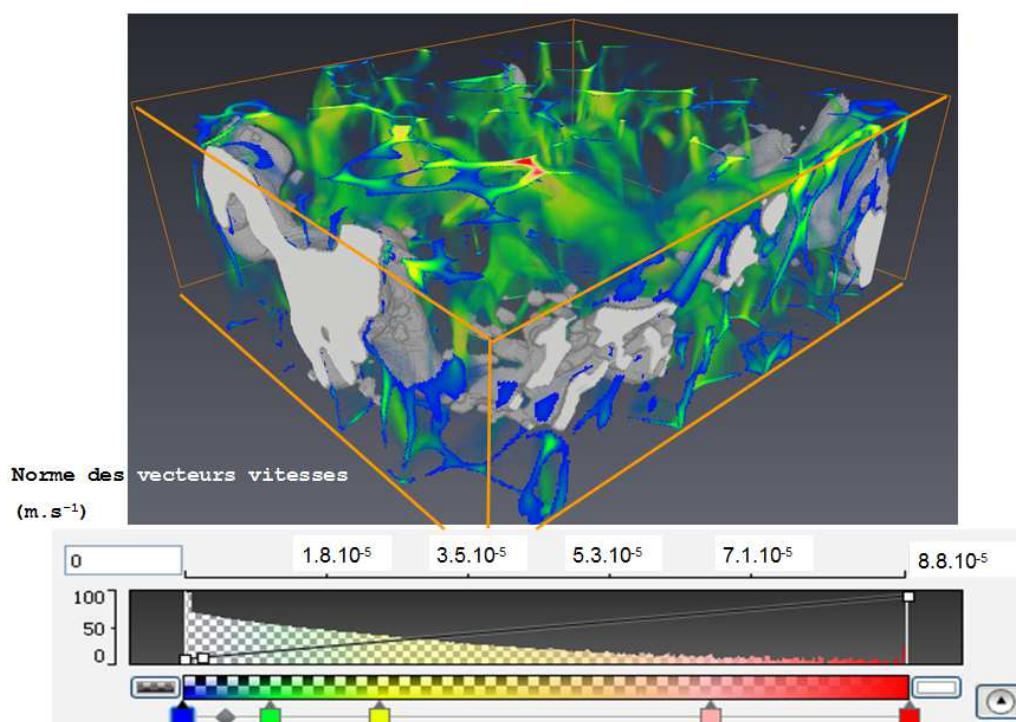 Norme des vecteurs vitesses
(m.s⁻¹)
0 1.8.10⁻⁵ 3.5.10⁻⁵ 5.3.10⁻⁵ 7.1.10⁻⁵ 8.8.10⁻⁵
100
50
0